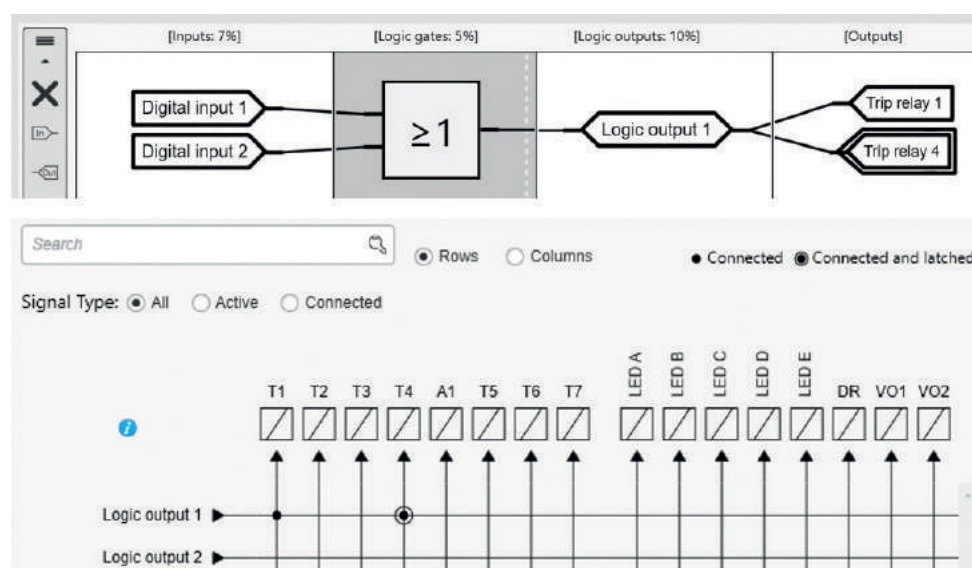 [Inputs: 7%] [Logic gates: 5%] [Logic outputs: 10%] [Outputs]
Digital input 1
Digital input 2
≥1
Logic output 1
Trip relay 1
Trip relay 4
In
Out
Search
Rows Columns
Connected Connected and latched
Signal Type: All Active Connected
T1 T2 T3 T4 A1 T5 T6 T7 LED A LED B LED C LED D LED E DR VO1 VO2
i
Logic output 1
Logic output 2